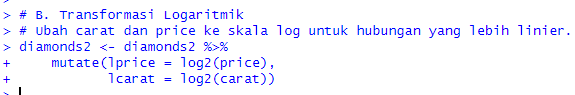 >
> # B. Transformasi Logaritmik
> # Ubah carat dan price ke skala log untuk hubungan yang lebih linier.
> diamonds2 <- diamonds2 %>%
+     mutate(lprice = log2(price),
+            lcarat = log2(carat))
>